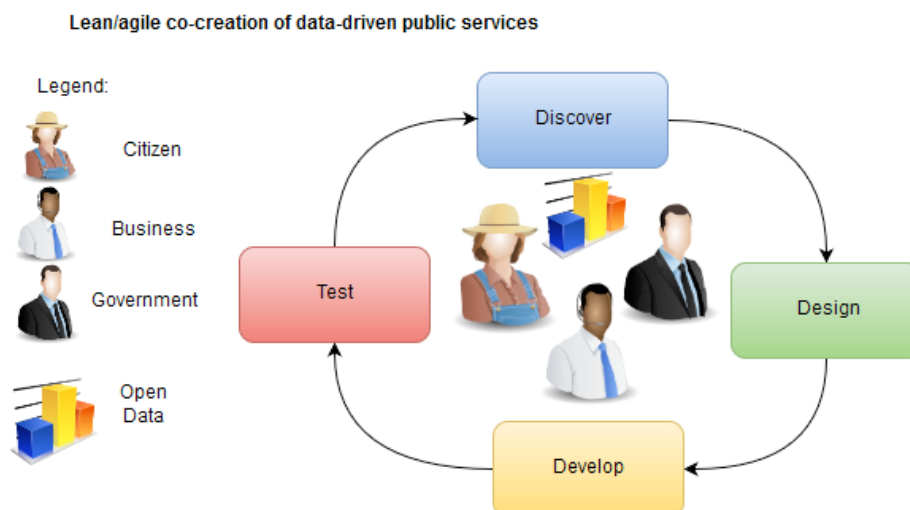 Lean/agile co-creation of data-driven public services
Legend:
Citizen
Business
Government
Open
Data
Discover
Design
Develop
Test